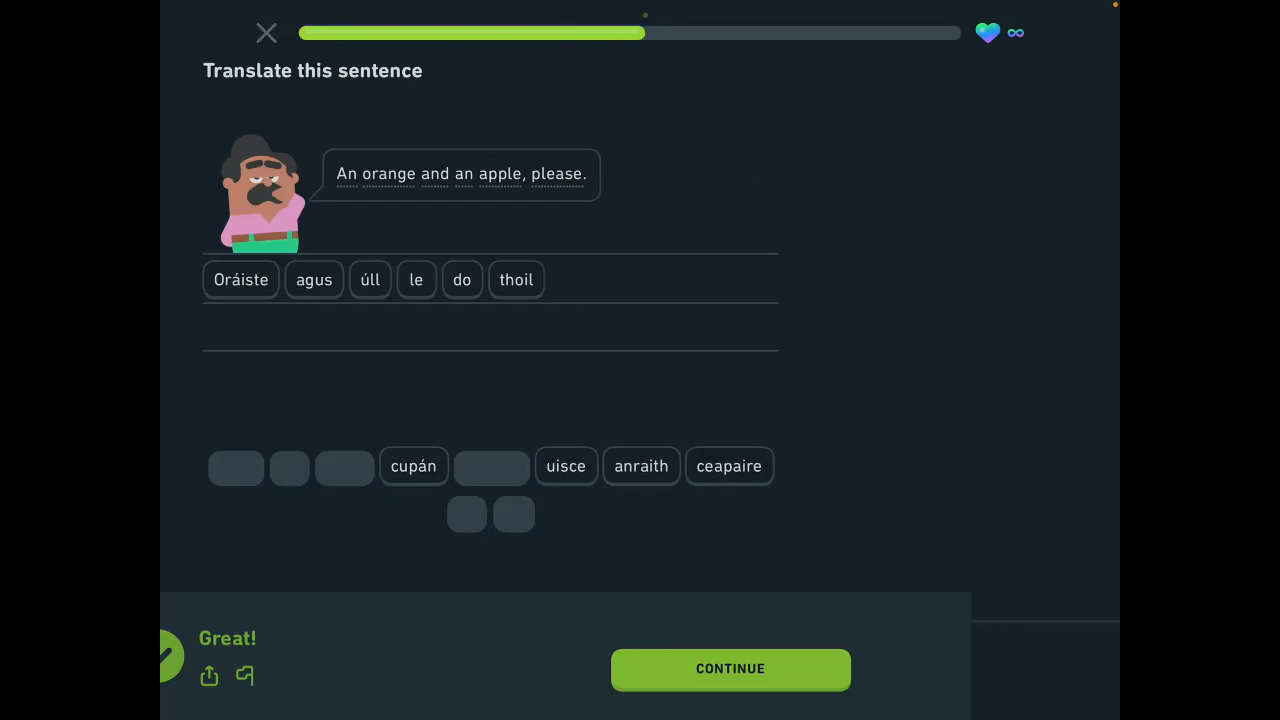 Translate this sentence
An orange and an apple, please.
Oráiste agus úll le do thoil
cupán uisce anraith ceapaire
Great!
CONTINUE